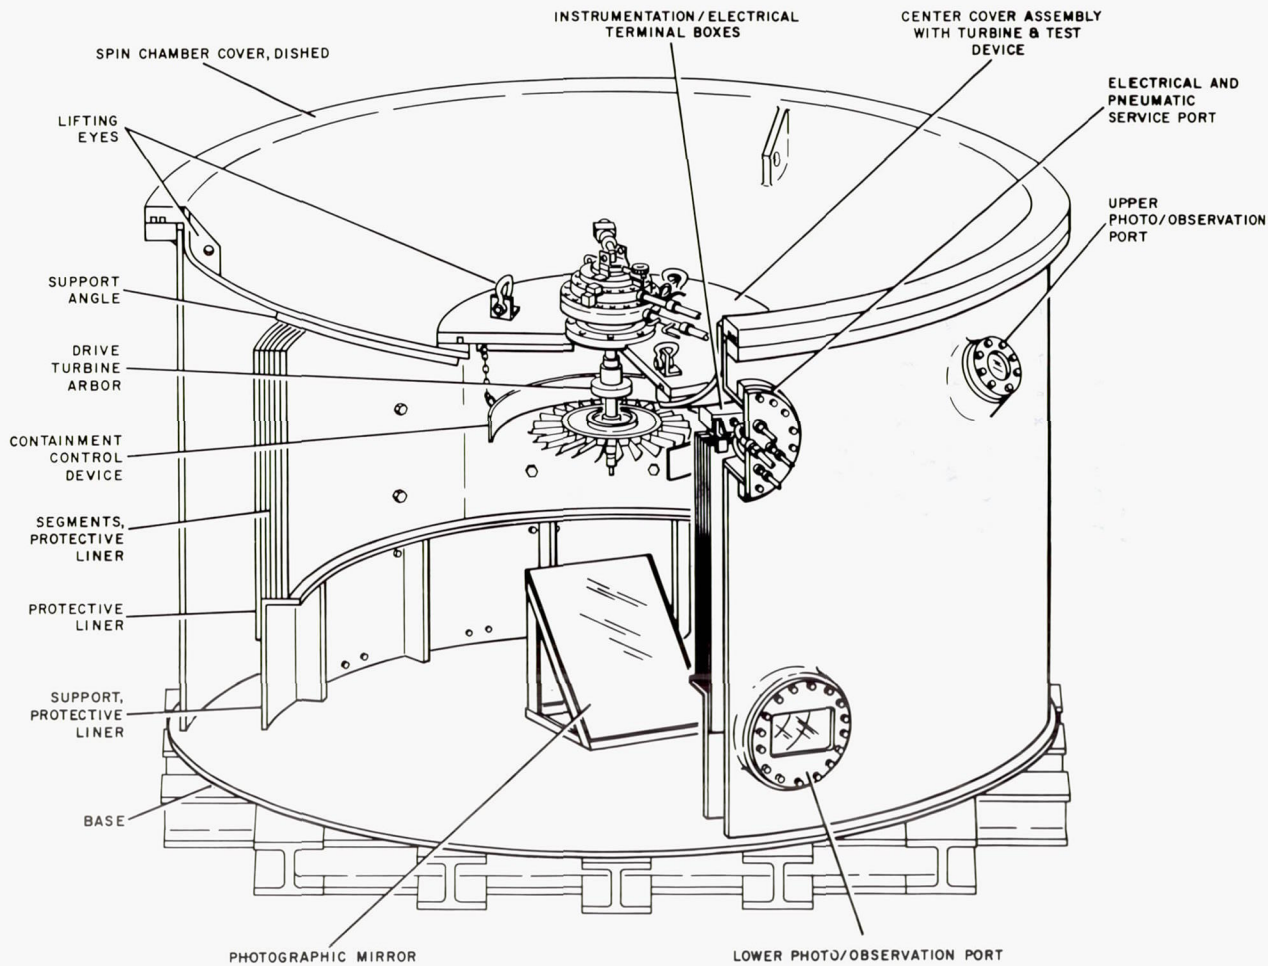 INSTRUMENTATION/ELECTRICAL
TERMINAL BOXES
CENTER COVER ASSEMBLY
WITH TURBINE & TEST
DEVICE
SPIN CHAMBER COVER, DISHED
ELECTRICAL AND
PNEUMATIC
SERVICE PORT
LIFTING
EYES
UPPER
PHOTO/OBSERVATION
PORT
SUPPORT
ANGLE
DRIVE
TURBINE
ARBOR
CONTAINMENT
CONTROL
DEVICE
SEGMENTS,
PROTECTIVE
LINER
PROTECTIVE
LINER
SUPPORT,
PROTECTIVE
LINER
BASE
PHOTOGRAPHIC MIRROR
LOWER PHOTO/OBSERVATION PORT